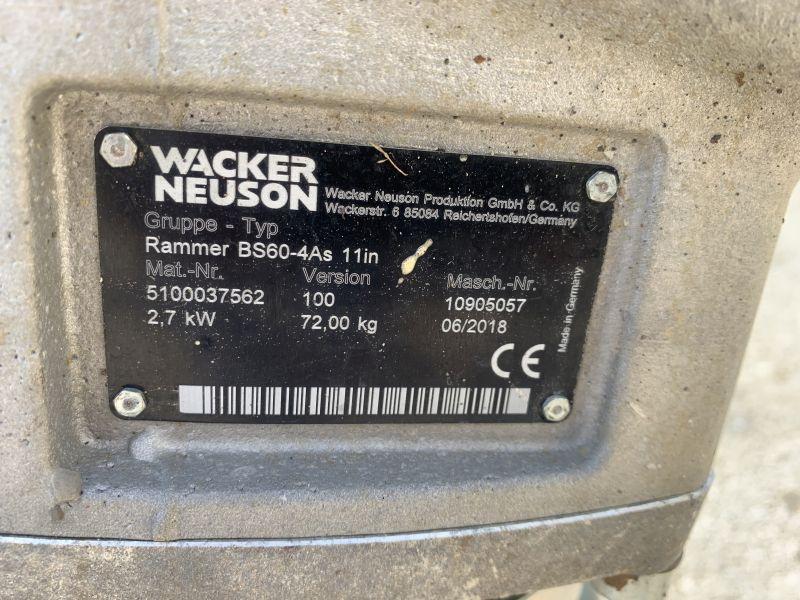 WACKER
NEUSON
Wacker Neuson Produktion GmbH & Co. KG
Wackerstr. 6 85084 Reichertshofen/Germany
Gruppe - Typ
Rammer BS60-4As 11in
Mat.-Nr. Version Masch.-Nr.
5100037562 100 10905057
2,7 kW 72,00 kg 06/2018
CE
Made in Germany